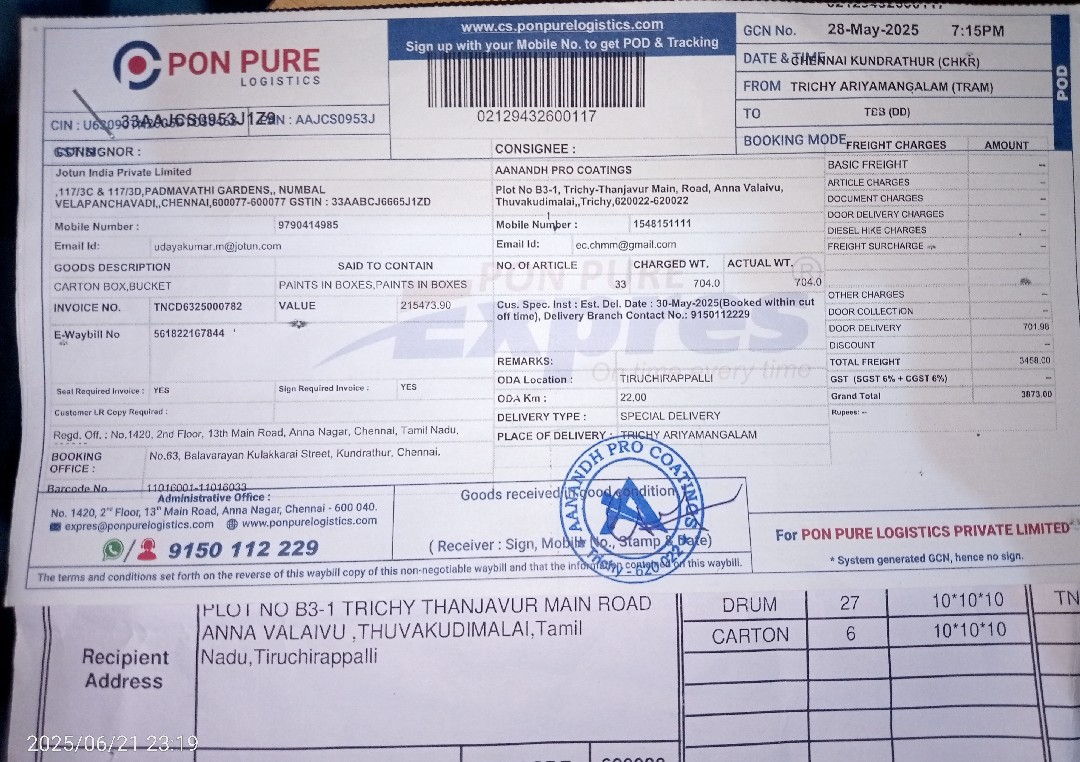 PON PURE
LOGISTICS
www.cs.ponpurelogistics.com
Sign up with your Mobile No. to get POD & Tracking
02129432600117
GCN No. 28-May-2025 7:15PM
DATE & TIME CHENNAI KUNDRATHUR (CHKR)
FROM TRICHY ARIYAMANGALAM (TRAM)
TO TBB (DD)
BOOKING MODE
POD
CIN : 33AAJCS0953J1Z9 : AAJCS0953J
CONSIGNOR :
Jotun India Private Limited
,117/3C & 117/3D,PADMAVATHI GARDENS,, NUMBAL
VELAPANCHAVADI,,CHENNAI,600077-600077 GSTIN : 33AABCJ6665J1ZD
Mobile Number : 9790414985
Email Id: udayakumar.m@jotun.com
CONSIGNEE :
AANANDH PRO COATINGS
Plot No B3-1, Trichy-Thanjavur Main, Road, Anna Valaivu,
Thuvakudimalai,,Trichy,620022-620022
Mobile Number : 1548151111
Email Id: ec.chmm@gmail.com
FREIGHT CHARGES AMOUNT
BASIC FREIGHT --
ARTICLE CHARGES --
DOCUMENT CHARGES --
DOOR DELIVERY CHARGES --
DIESEL HIKE CHARGES --
FREIGHT SURCHARGE --
OTHER CHARGES --
DOOR COLLECTION --
DOOR DELIVERY 701.98
DISCOUNT --
TOTAL FREIGHT 3458.00
GST (SGST 6% + CGST 6%) --
Grand Total 3873.00
Rupees: --
GOODS DESCRIPTION SAID TO CONTAIN
CARTON BOX,BUCKET PAINTS IN BOXES,PAINTS IN BOXES
NO. OF ARTICLE CHARGED WT. ACTUAL WT.
33 704.0 704.0
INVOICE NO. TNCD6325000782 VALUE 215473.90
E-Waybill No 561822167844
Cus. Spec. Inst : Est. Del. Date : 30-May-2025(Booked within cut
off time), Delivery Branch Contact No.: 9150112229
PON PURE ®
Express
On time every time
REMARKS:
ODA Location : TIRUCHIRAPPALLI
ODA Km : 22.00
DELIVERY TYPE : SPECIAL DELIVERY
PLACE OF DELIVERY : TRICHY ARIYAMANGALAM
Seal Required Invoice : YES Sign Required Invoice : YES
Customer LR Copy Required :
Regd. Off. : No.1420, 2nd Floor, 13th Main Road, Anna Nagar, Chennai, Tamil Nadu,
BOOKING
OFFICE : No.63, Balavarayan Kulakkarai Street, Kundrathur, Chennai.
Barcode No 11016001-11016033
Administrative Office :
No. 1420, 2nd Floor, 13th Main Road, Anna Nagar, Chennai - 600 040.
expres@ponpurelogistics.com www.ponpurelogistics.com
9150 112 229
Goods received in good condition
( Receiver : Sign, Mobile No., Stamp & Date)
AANANDH PRO COATINGS
Trichy - 620 022
For PON PURE LOGISTICS PRIVATE LIMITED
* System generated GCN, hence no sign.
The terms and conditions set forth on the reverse of this waybill copy of this non-negotiable waybill and that the information contained on this waybill.
Recipient
Address
PLOT NO B3-1 TRICHY THANJAVUR MAIN ROAD
ANNA VALAIVU ,THUVAKUDIMALAI,Tamil
Nadu,Tiruchirappalli
DRUM 27 10*10*10 TN
CARTON 6 10*10*10
2025/06/21 23:19